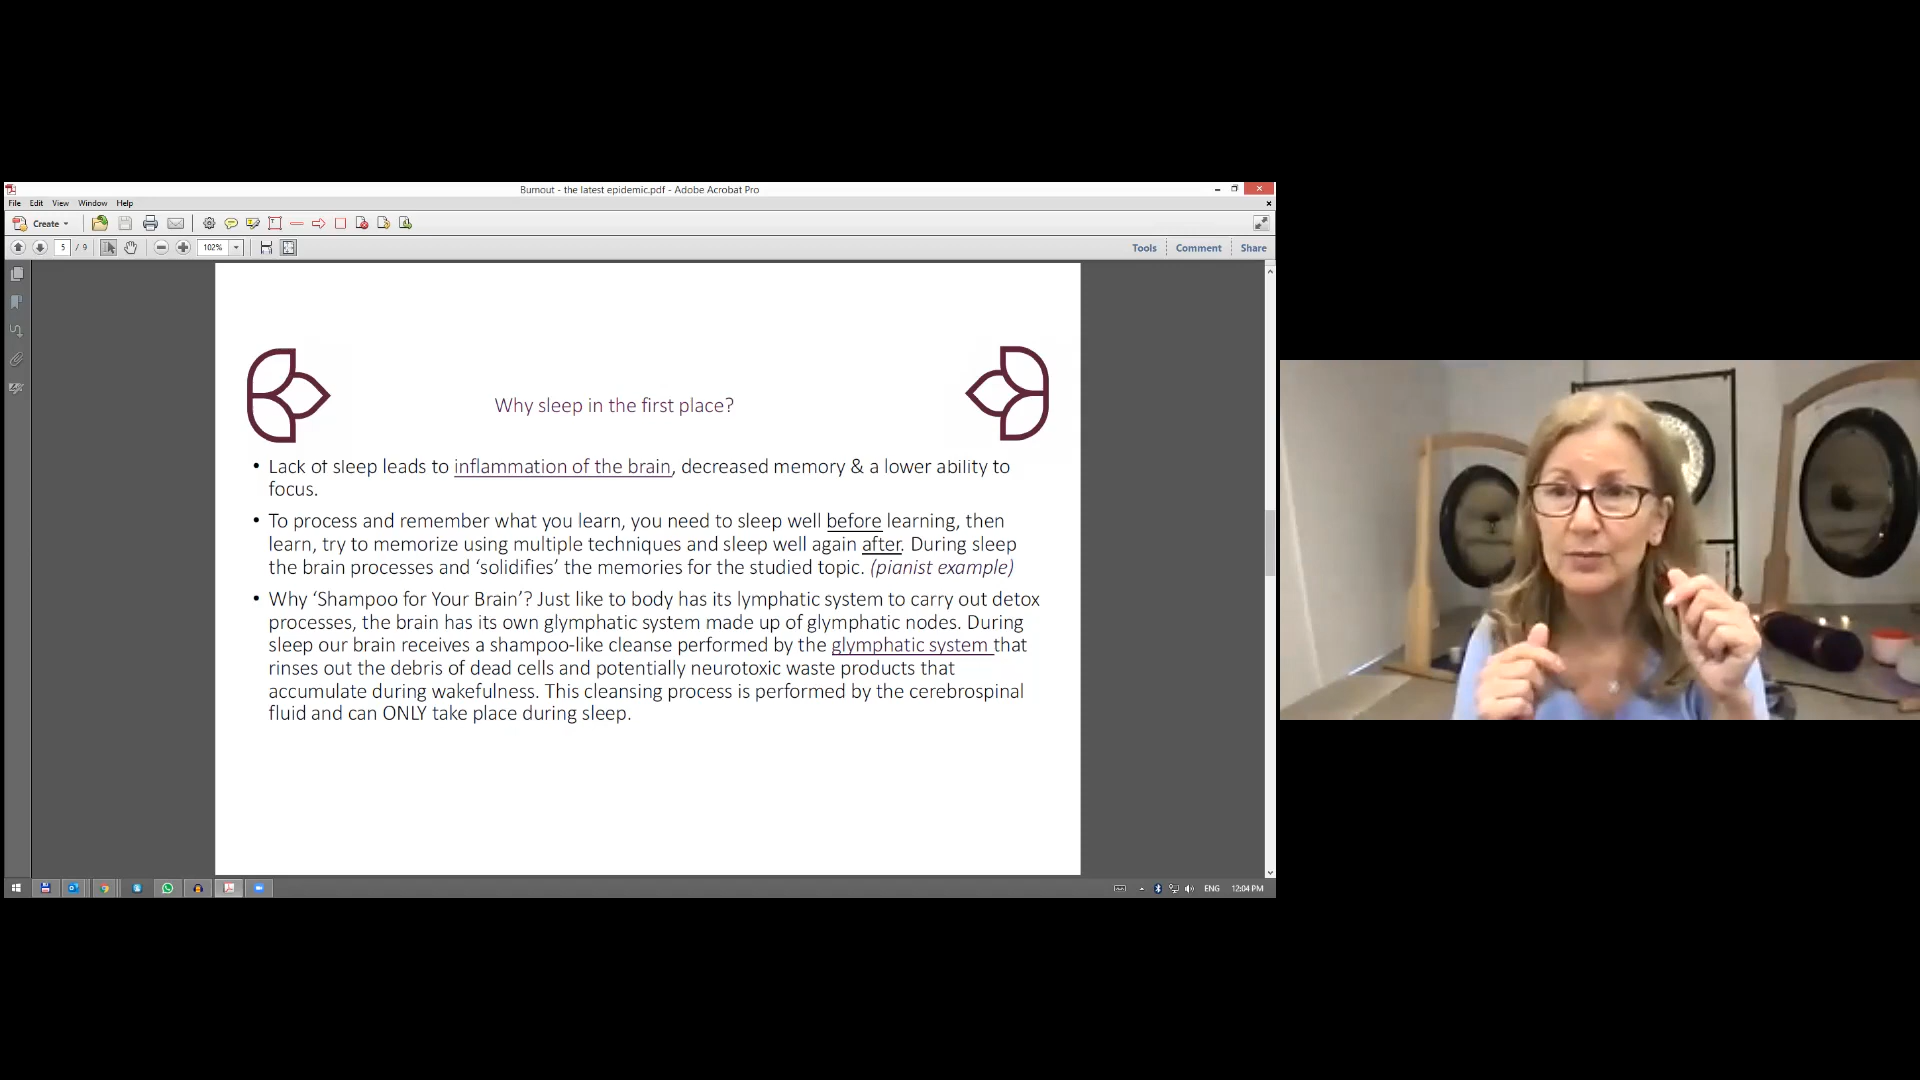 Burnout - the latest epidemic.pdf - Adobe Acrobat Pro
File Edit View Window Help
Create
5 / 9 102% Tools Comment Share
Why sleep in the first place?
• Lack of sleep leads to inflammation of the brain, decreased memory & a lower ability to
focus.
• To process and remember what you learn, you need to sleep well before learning, then
learn, try to memorize using multiple techniques and sleep well again after. During sleep
the brain processes and ‘solidifies’ the memories for the studied topic. (pianist example)
• Why ‘Shampoo for Your Brain’? Just like to body has its lymphatic system to carry out detox
processes, the brain has its own glymphatic system made up of glymphatic nodes. During
sleep our brain receives a shampoo-like cleanse performed by the glymphatic system that
rinses out the debris of dead cells and potentially neurotoxic waste products that
accumulate during wakefulness. This cleansing process is performed by the cerebrospinal
fluid and can ONLY take place during sleep.
ENG 12:04 PM